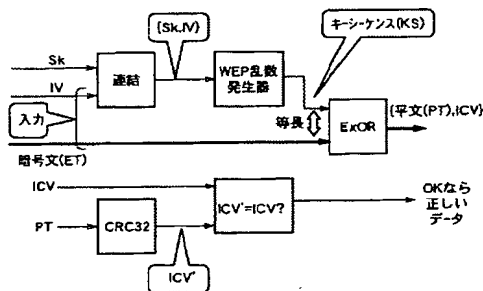 {Sk,IV}
キーシーケンス(KS)
Sk
IV
連結
WEP乱数
発生器
入力
等長
ExOR
{平文(PT),ICV}
暗号文(ET)
ICV
PT
CRC32
ICV'=ICV?
OKなら
正しい
データ
ICV'